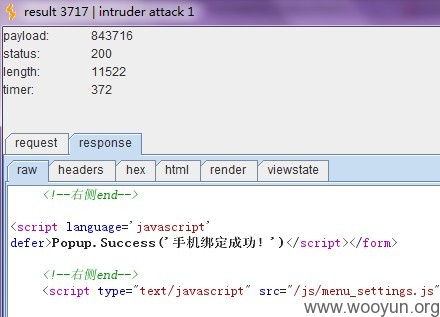 result 3717 | intruder attack 1
payload: 843716
status: 200
length: 11522
timer: 372
request response
raw headers hex html render viewstate
<!--右侧end-->
<script language='javascript'
defer>Popup.Success('手机绑定成功！')</script></form>
<!--右侧end-->
<script type="text/javascript" src="/js/menu_settings.js"
www.wooyun.org